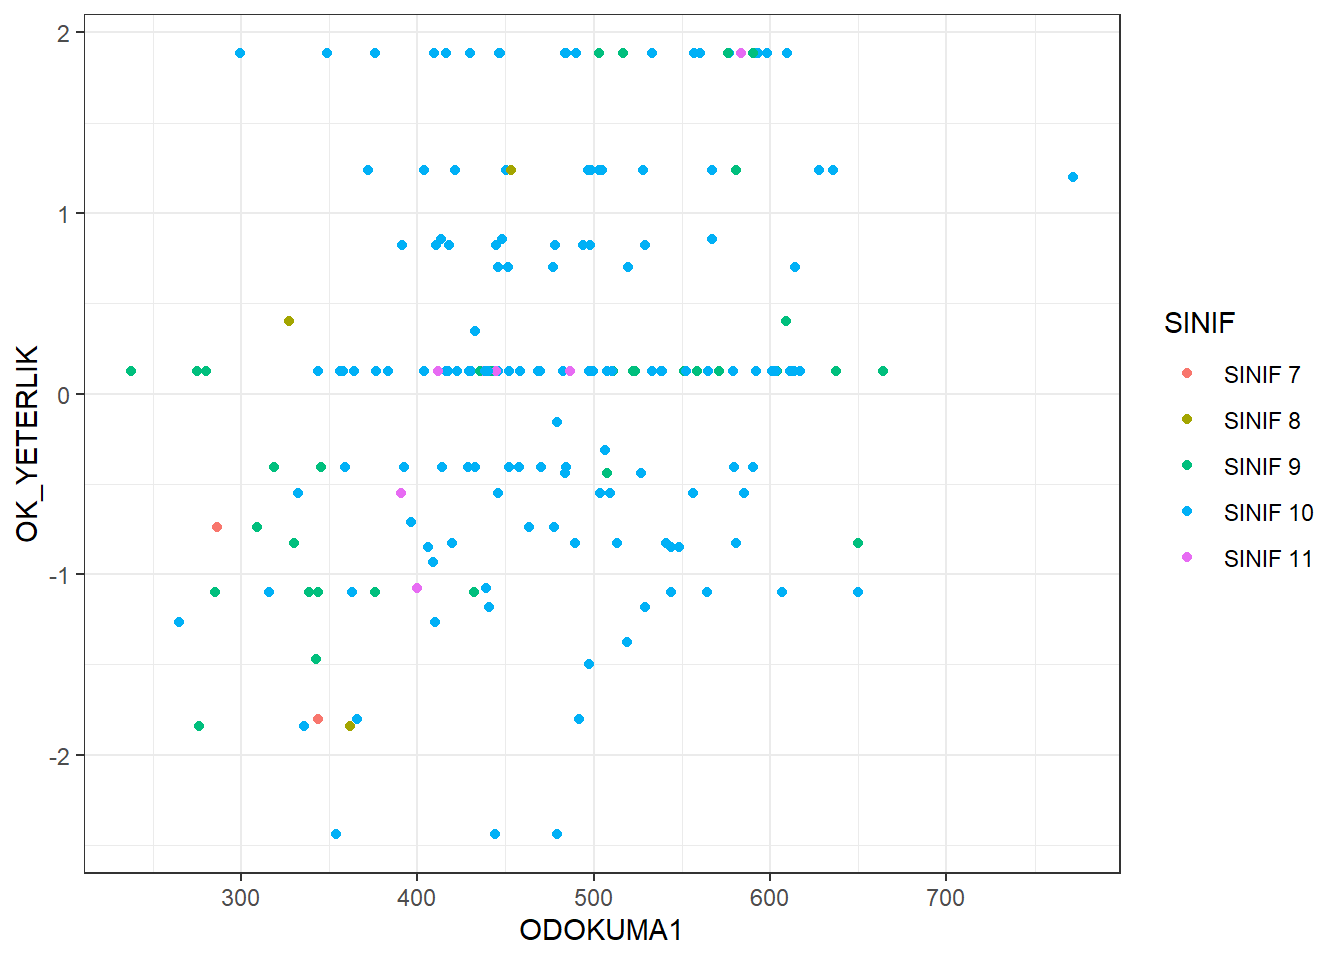 2
1
0
-1
-2
OK_YETERLIK
300 400 500 600 700
ODOKUMA1
SINIF
SINIF 7
SINIF 8
SINIF 9
SINIF 10
SINIF 11